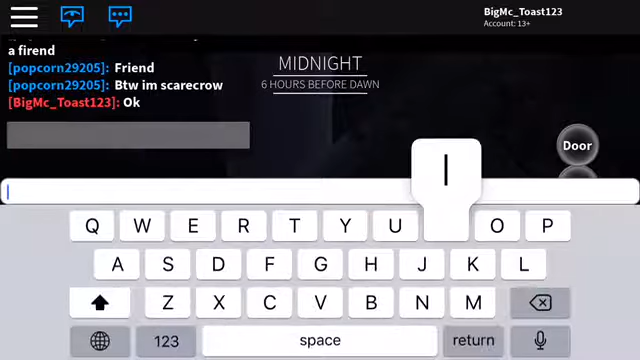 BigMc_Toast123
Account: 13+
a firend
[popcorn29205]: Friend
[popcorn29205]: Btw im scarecrow
[BigMc_Toast123]: Ok
MIDNIGHT
6 HOURS BEFORE DAWN
Door
I
Q W E R T Y U O P
A S D F G H J K L
Z X C V B N M
123 space return